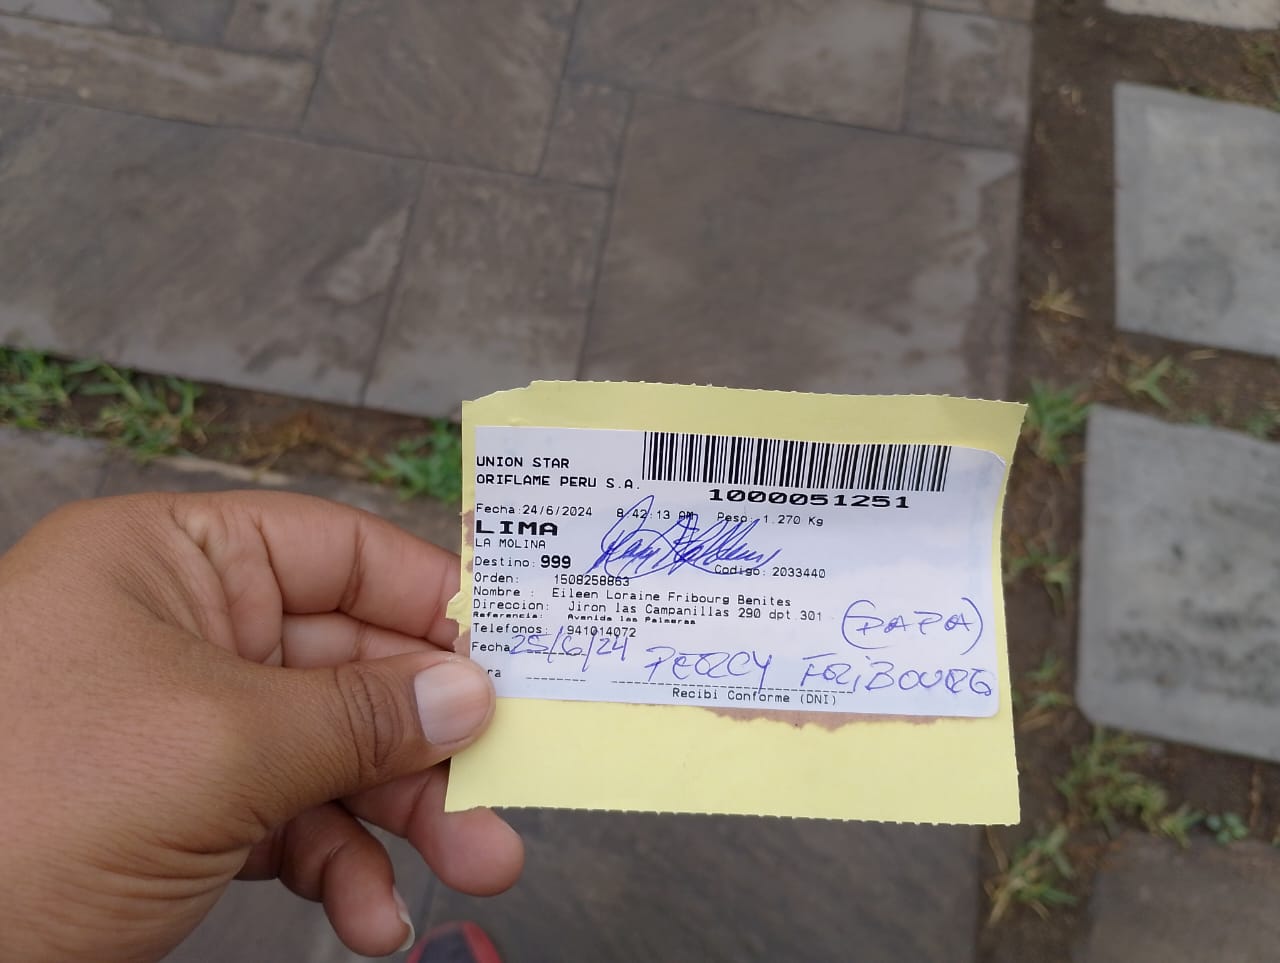 UNION STAR
ORIFLAME PERU S.A.
1000051251
Fecha:24/6/2024 8:42:13 AM Peso: 1.270 Kg
LIMA
LA MOLINA
Destino: 999 Codigo: 2033440
Orden: 1508258863
Nombre : Eileen Loraine Fribourg Benites
Direccion: Jiron las Campanillas 290 dpt 301
Referencia: Avenida las Palmeras
(PAPA)
Telefonos: 941014072
Fecha 25/6/24 PERCY FRIBOURG
ra
Recibi Conforme (DNI)